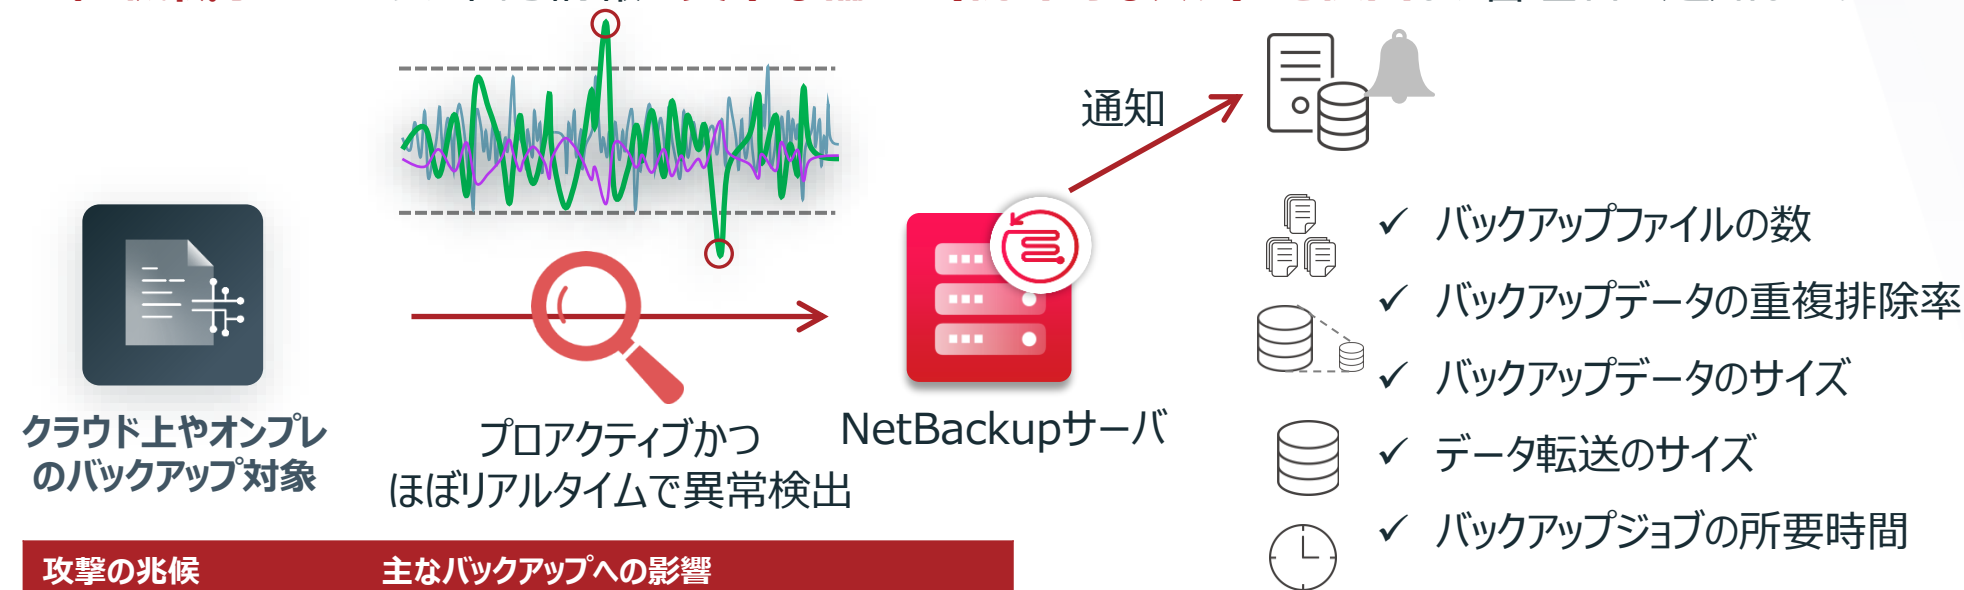 通知
クラウド上やオンプレ
のバックアップ対象
プロアクティブかつ
ほぼリアルタイムで異常検出
NetBackupサーバ
✓ バックアップファイルの数
✓ バックアップデータの重複排除率
✓ バックアップデータのサイズ
✓ データ転送のサイズ
✓ バックアップジョブの所要時間
攻撃の兆候 主なバックアップへの影響